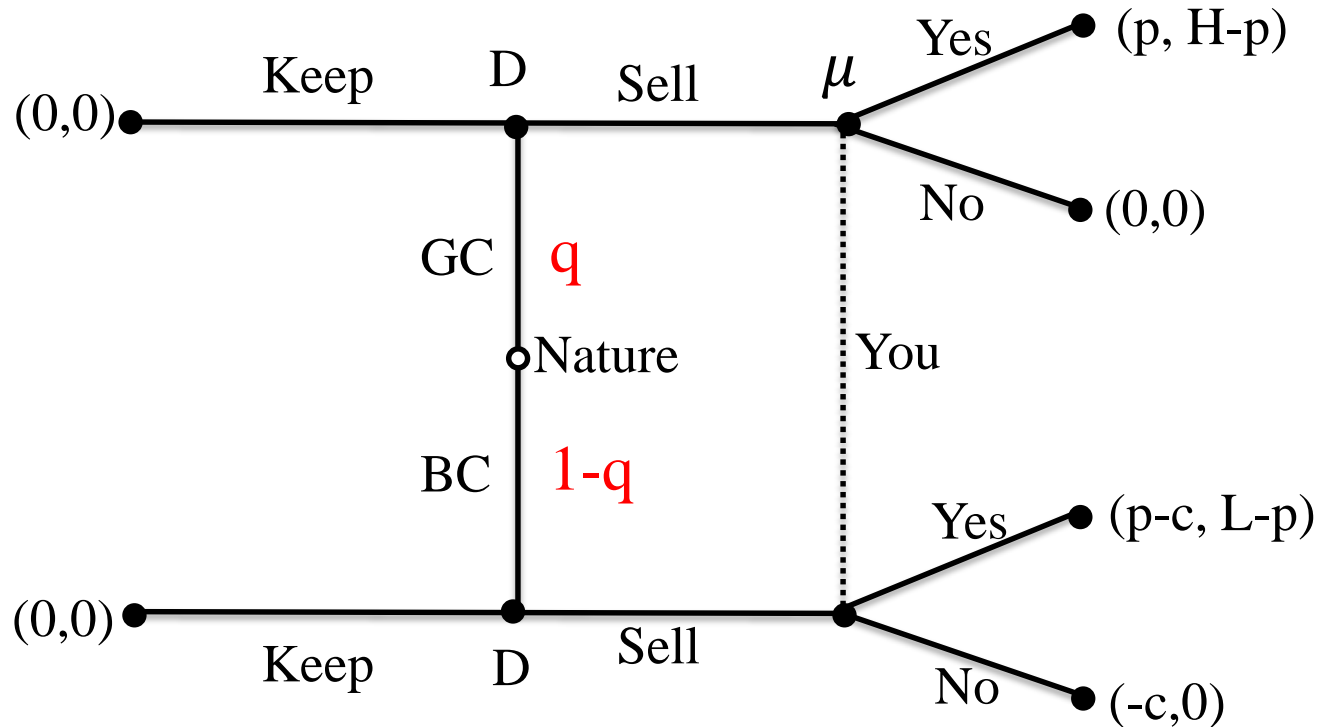 Yes
(p, H-p)
D
μ
Keep
Sell
(0,0)
No
(0,0)
GC
q
Nature
You
BC
1-q
Yes
(p-c, L-p)
(0,0)
Sell
Keep
D
No
(-c,0)